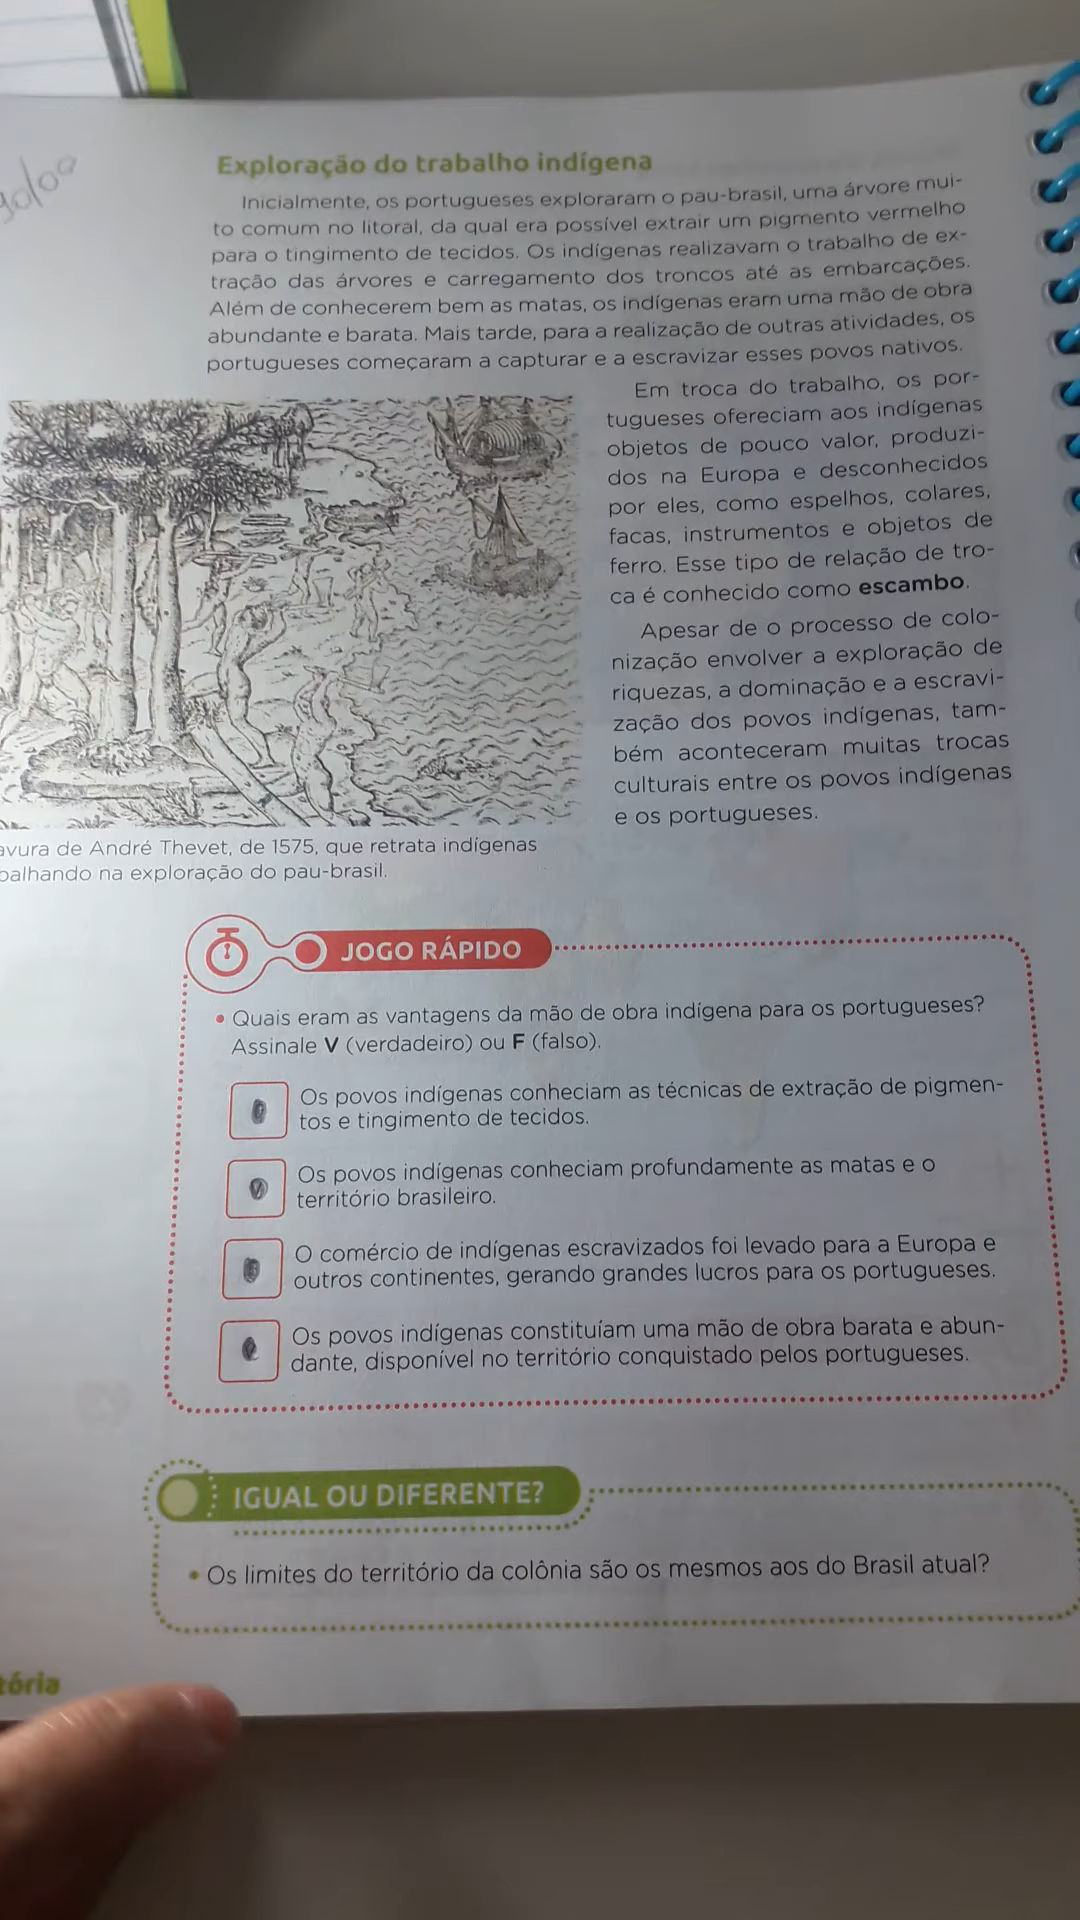 Exploração do trabalho indígena
Inicialmente, os portugueses exploraram o pau-brasil, uma árvore mui-
to comum no litoral, da qual era possível extrair um pigmento vermelho
para o tingimento de tecidos. Os indígenas realizavam o trabalho de ex-
tração das árvores e carregamento dos troncos até as embarcações.
Além de conhecerem bem as matas, os indígenas eram uma mão de obra
abundante e barata. Mais tarde, para a realização de outras atividades, os
portugueses começaram a capturar e a escravizar esses povos nativos.
Em troca do trabalho, os por-
tugueses ofereciam aos indígenas
objetos de pouco valor, produzi-
dos na Europa e desconhecidos
por eles, como espelhos, colares,
facas, instrumentos e objetos de
ferro. Esse tipo de relação de tro-
ca é conhecido como escambo.
Apesar de o processo de colo-
nização envolver a exploração de
riquezas, a dominação e a escravi-
zação dos povos indígenas, tam-
bém aconteceram muitas trocas
culturais entre os povos indígenas
e os portugueses.
avura de André Thevet, de 1575, que retrata indígenas
balhando na exploração do pau-brasil.
JOGO RÁPIDO
• Quais eram as vantagens da mão de obra indígena para os portugueses?
Assinale V (verdadeiro) ou F (falso).
Os povos indígenas conheciam as técnicas de extração de pigmen-
tos e tingimento de tecidos.
Os povos indígenas conheciam profundamente as matas e o
território brasileiro.
O comércio de indígenas escravizados foi levado para a Europa e
outros continentes, gerando grandes lucros para os portugueses.
Os povos indígenas constituíam uma mão de obra barata e abun-
dante, disponível no território conquistado pelos portugueses.
IGUAL OU DIFERENTE?
• Os limites do território da colônia são os mesmos aos do Brasil atual?
tória